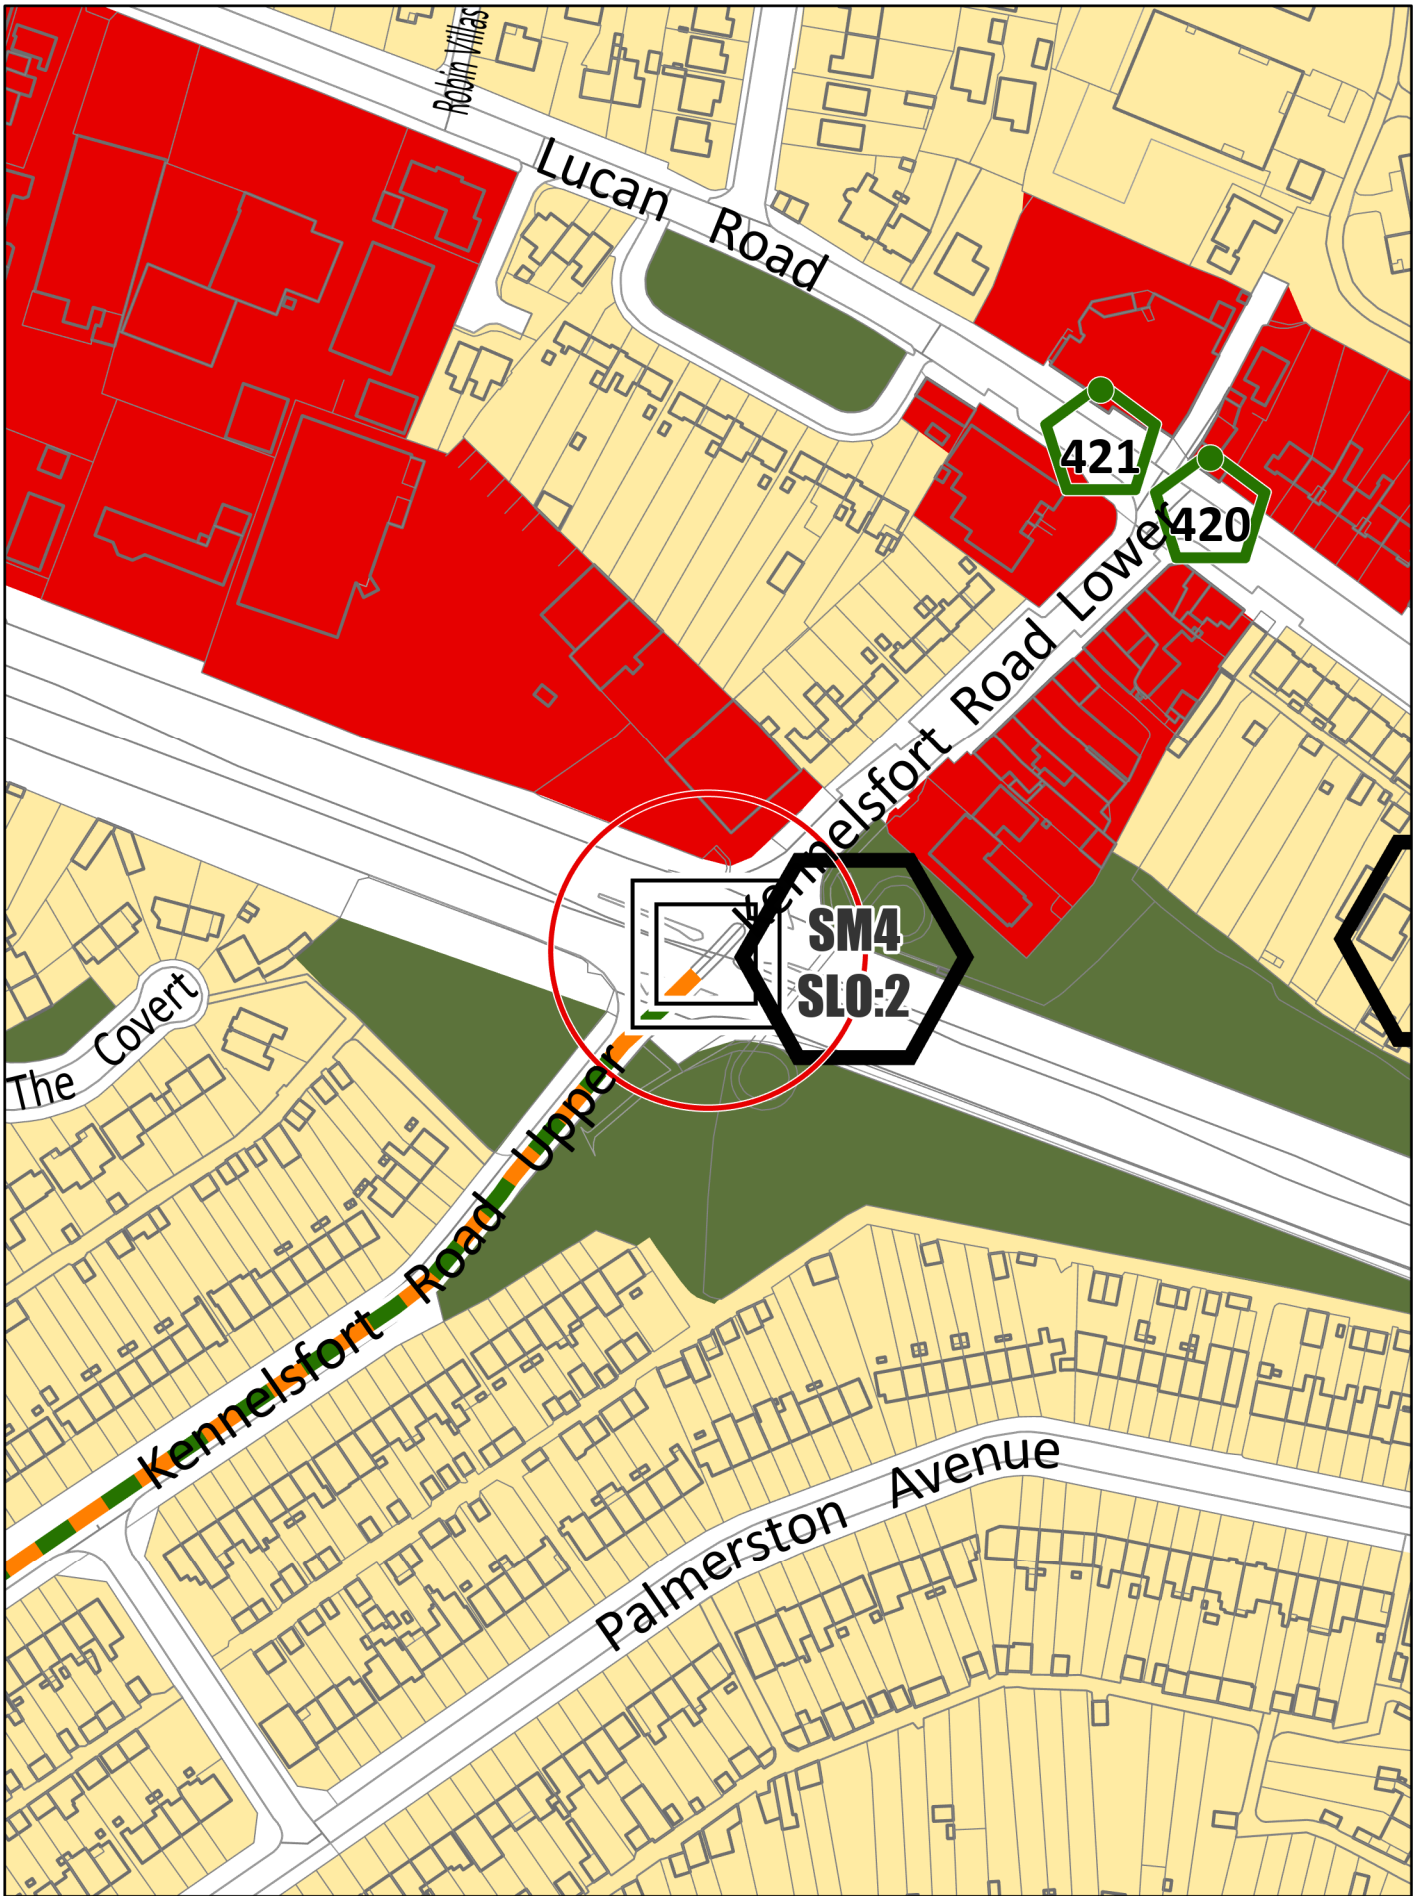 Robin Villas
Lucan Road
421
420
Kennelsfort Road Lower
SM4
SLO:2
The Covert
Kennelsfort Road Upper
Palmerston Avenue